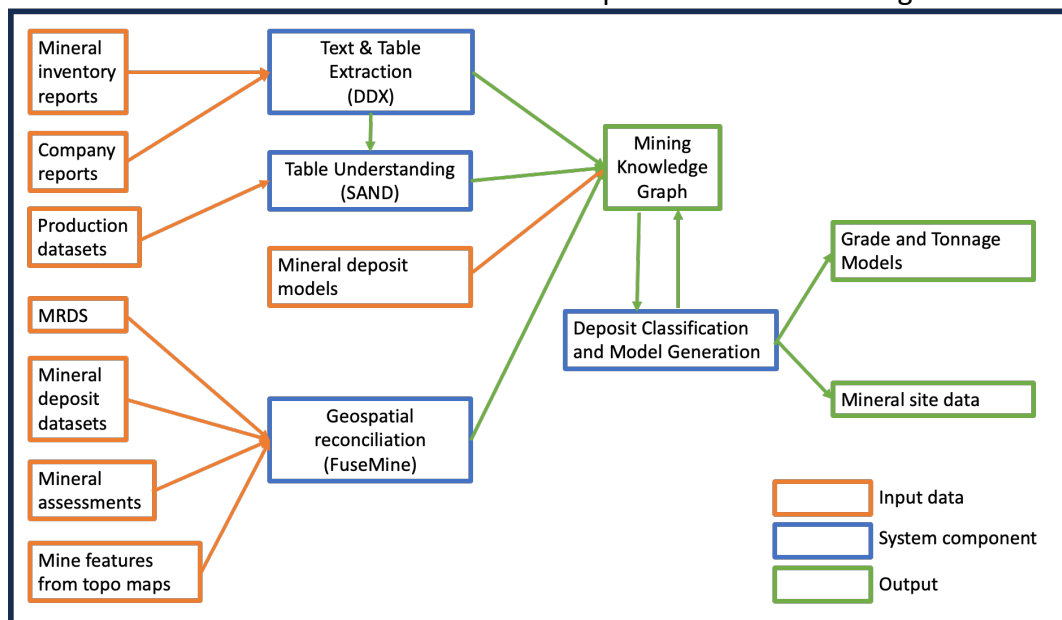 Mineral
inventory
reports
Company
reports
Production
datasets
MRDS
Mineral
deposit
datasets
Mineral
assessments
Mine features
from topo maps
Text & Table
Extraction
(DDX)
Table Understanding
(SAND)
Mineral deposit
models
Geospatial
reconciliation
(FuseMine)
Mining
Knowledge
Graph
Deposit Classification
and Model Generation
Grade and Tonnage
Models
Mineral site data
Input data
System component
Output